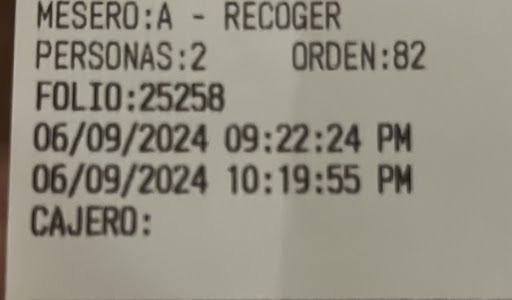 MESERO:A - RECOGER
PERSONAS:2 ORDEN:82
FOLIO:25258
06/09/2024 09:22:24 PM
06/09/2024 10:19:55 PM
CAJERO: